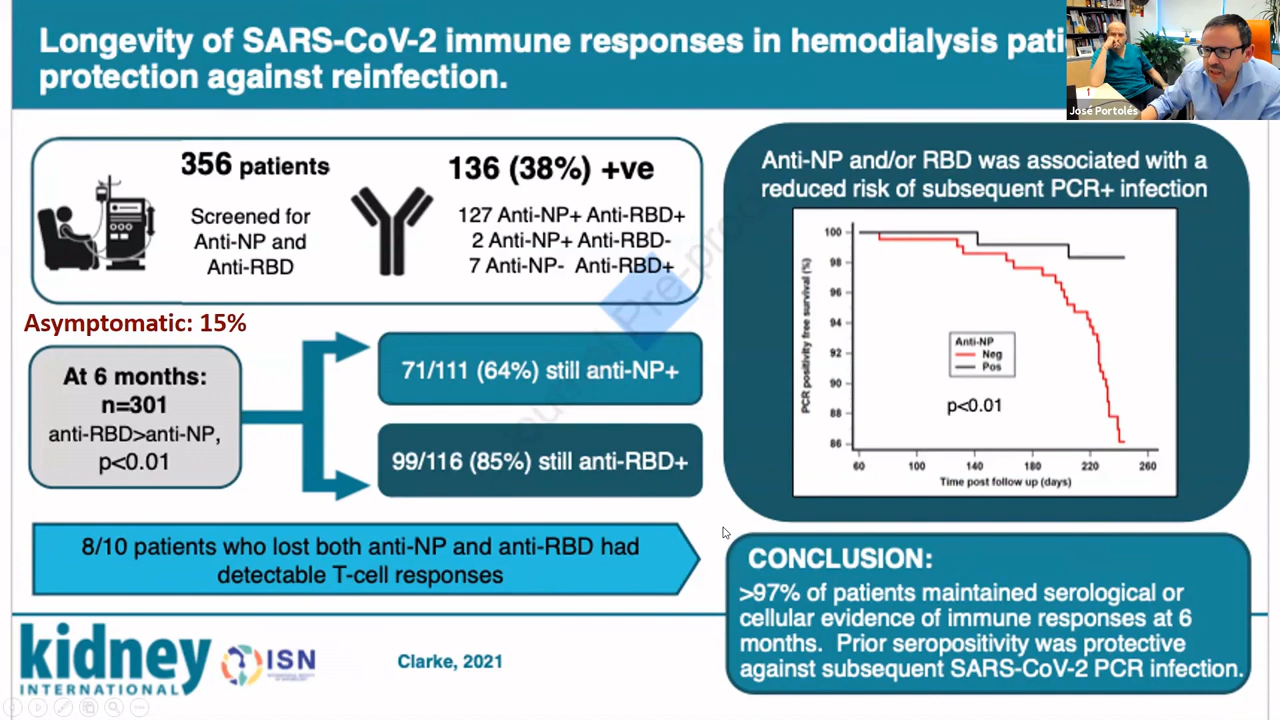 Longevity of SARS-CoV-2 immune responses in hemodialysis pati
protection against reinfection.
José Portolés
356 patients
Screened for
Anti-NP and
Anti-RBD
136 (38%) +ve
127 Anti-NP+ Anti-RBD+
2 Anti-NP+ Anti-RBD-
7 Anti-NP- Anti-RBD+
Asymptomatic: 15%
At 6 months:
n=301
anti-RBD>anti-NP,
p<0.01
71/111 (64%) still anti-NP+
99/116 (85%) still anti-RBD+
8/10 patients who lost both anti-NP and anti-RBD had
detectable T-cell responses
Anti-NP and/or RBD was associated with a
reduced risk of subsequent PCR+ infection
PCR positivity free survival (%)
100
98
96
94
92
90
88
86
Anti-NP
Neg
Pos
p<0.01
60
100
140
180
220
260
Time post follow up (days)
CONCLUSION:
>97% of patients maintained serological or
cellular evidence of immune responses at 6
months. Prior seropositivity was protective
against subsequent SARS-CoV-2 PCR infection.
kidney
INTERNATIONAL
ISN
Clarke, 2021